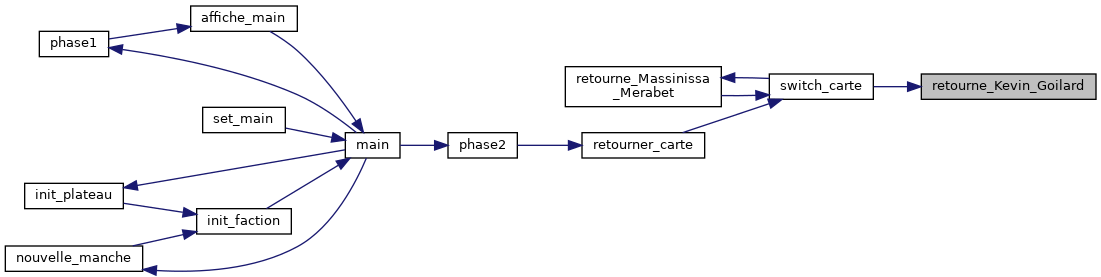 affiche_main
phase1
retourne_Massinissa
_Merabet
switch_carte
retourne_Kevin_Goilard
set_main
main
phase2
retourner_carte
init_plateau
init_faction
nouvelle_manche